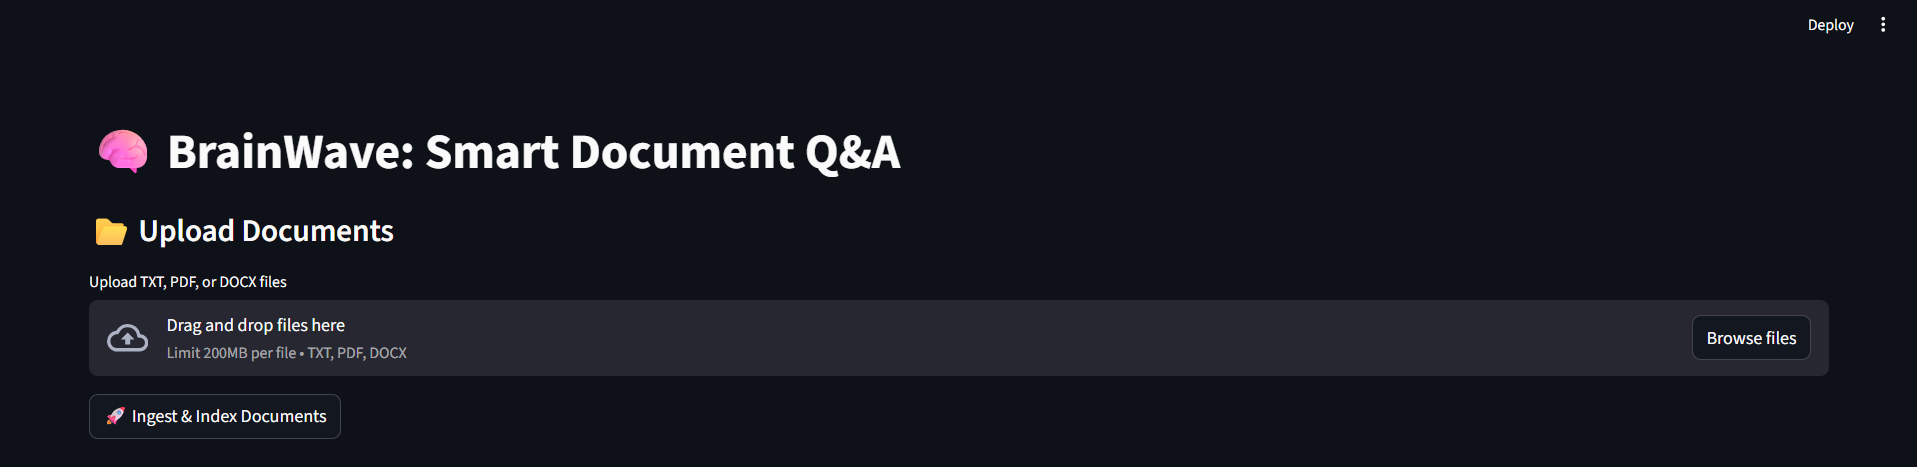 Deploy
🧠 BrainWave: Smart Document Q&A
📂 Upload Documents
Upload TXT, PDF, or DOCX files
Drag and drop files here
Limit 200MB per file • TXT, PDF, DOCX
Browse files
🚀 Ingest & Index Documents